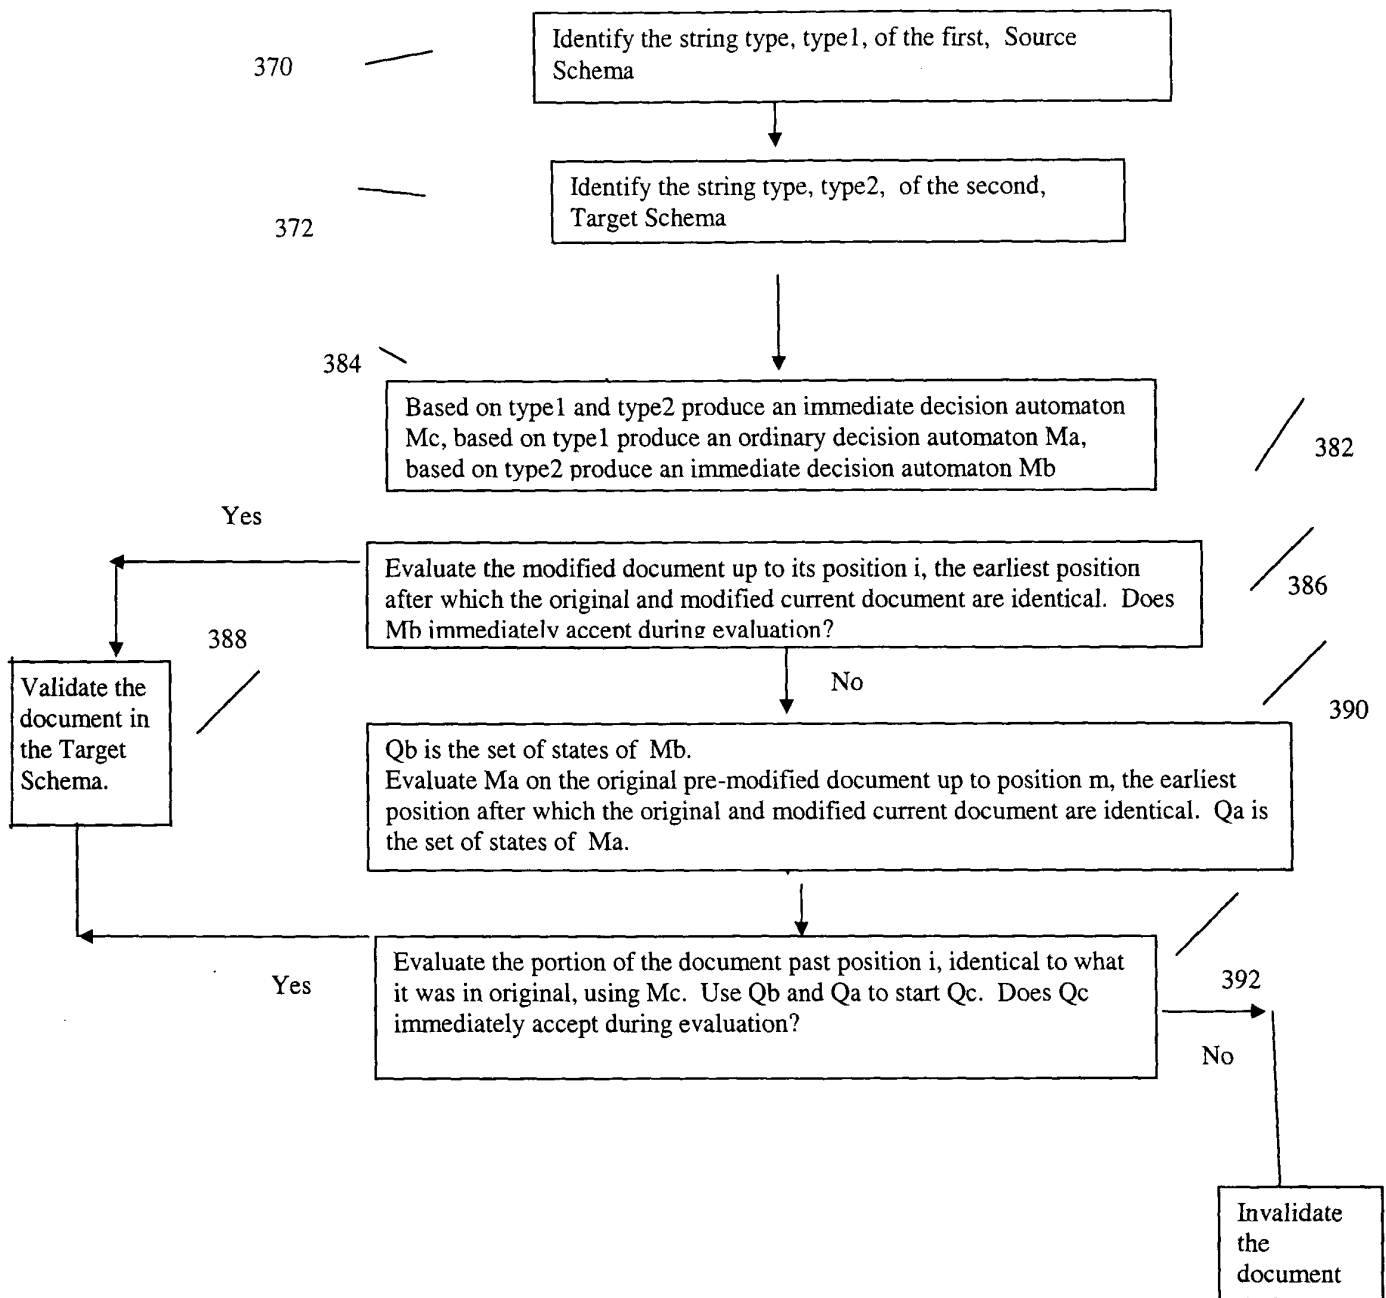 370
Identify the string type, type1, of the first, Source
Schema
372
Identify the string type, type2, of the second,
Target Schema
384
Based on type1 and type2 produce an immediate decision automaton
Mc, based on type1 produce an ordinary decision automaton Ma,
based on type2 produce an immediate decision automaton Mb
382
Yes
Evaluate the modified document up to its position i, the earliest position
after which the original and modified current document are identical. Does
Mb immediately accept during evaluation?
386
388
Validate the
document in
the Target
Schema.
No
390
Qb is the set of states of Mb.
Evaluate Ma on the original pre-modified document up to position m, the earliest
position after which the original and modified current document are identical. Qa is
the set of states of Ma.
Yes
Evaluate the portion of the document past position i, identical to what
it was in original, using Mc. Use Qb and Qa to start Qc. Does Qc
immediately accept during evaluation?
392
No
Invalidate
the
document